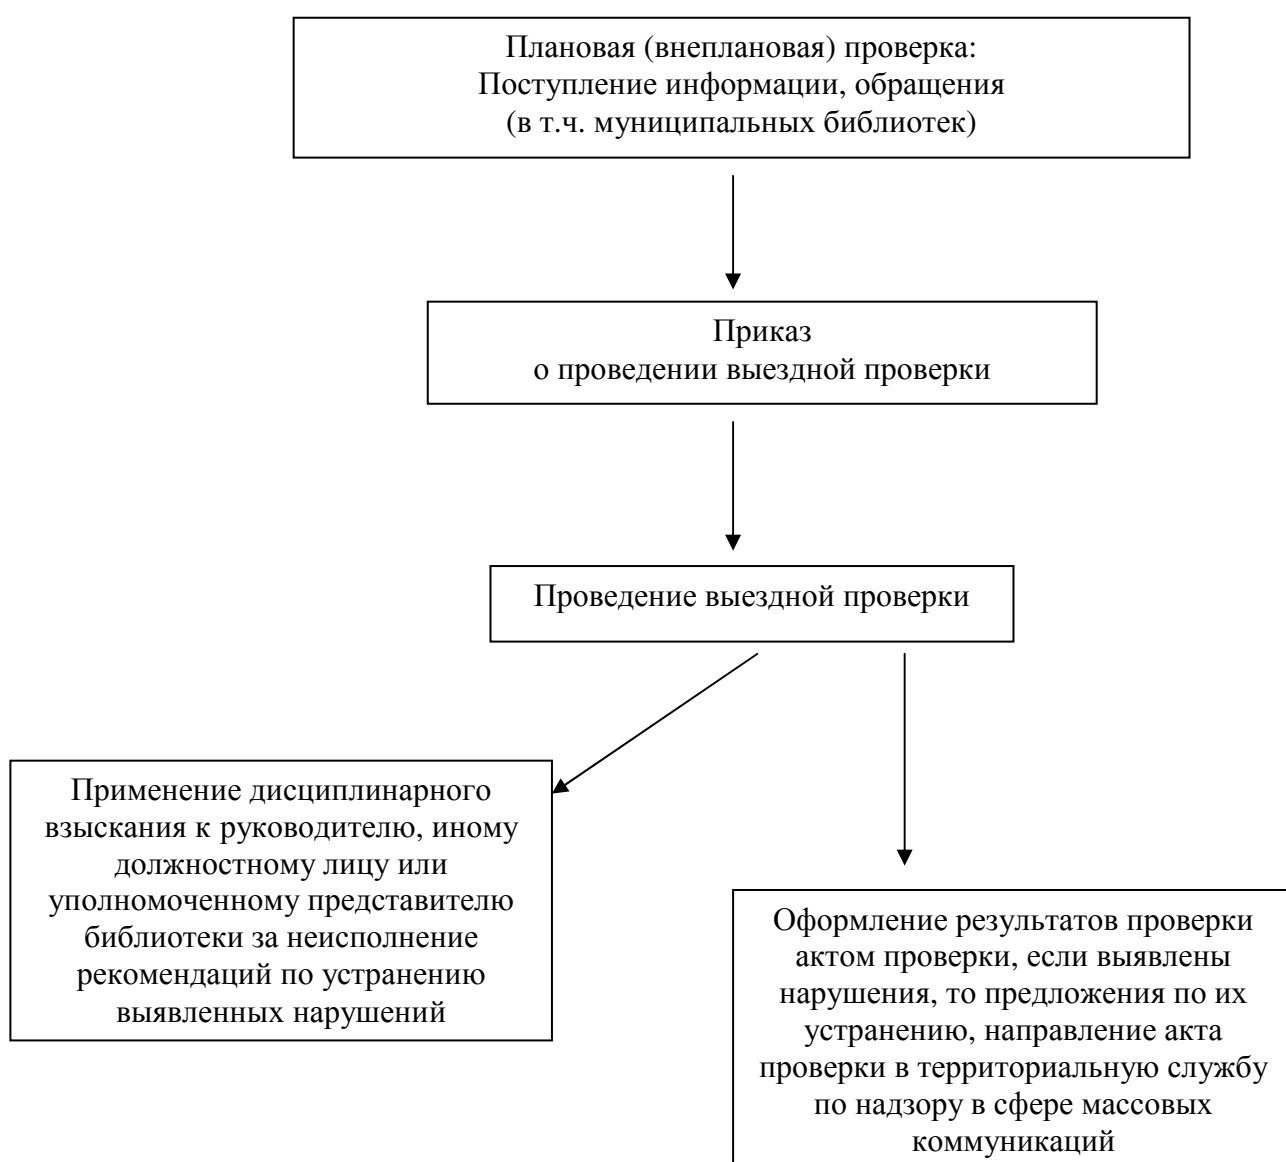 Плановая (внеплановая) проверка:
Поступление информации, обращения
(в т.ч. муниципальных библиотек)
Приказ
о проведении выездной проверки
Проведение выездной проверки
Применение дисциплинарного
взыскания к руководителю, иному
должностному лицу или
уполномоченному представителю
библиотеки за неисполнение
рекомендаций по устранению
выявленных нарушений
Оформление результатов проверки
актом проверки, если выявлены
нарушения, то предложения по их
устранению, направление акта
проверки в территориальную службу
по надзору в сфере массовых
коммуникаций